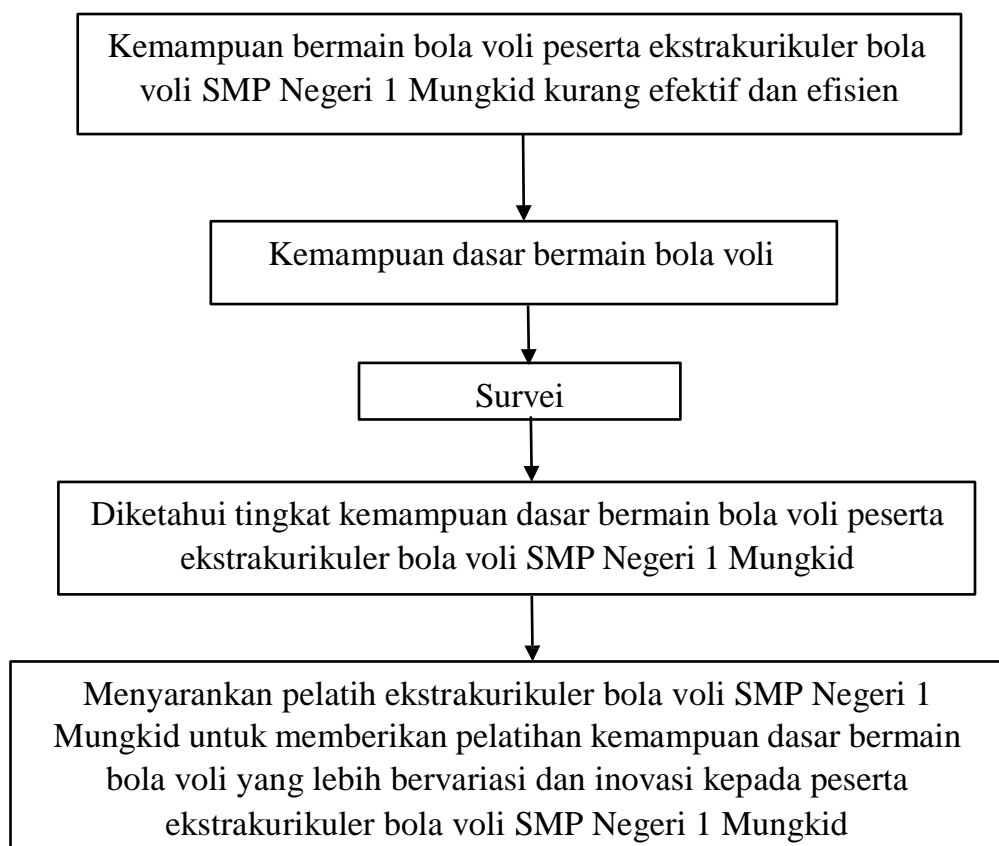 Kemampuan bermain bola voli peserta ekstrakurikuler bola
voli SMP Negeri 1 Mungkid kurang efektif dan efisien
Kemampuan dasar bermain bola voli
Survei
Diketahui tingkat kemampuan dasar bermain bola voli peserta
ekstrakurikuler bola voli SMP Negeri 1 Mungkid
Menyarankan pelatih ekstrakurikuler bola voli SMP Negeri 1
Mungkid untuk memberikan pelatihan kemampuan dasar bermain
bola voli yang lebih bervariasi dan inovasi kepada peserta
ekstrakurikuler bola voli SMP Negeri 1 Mungkid